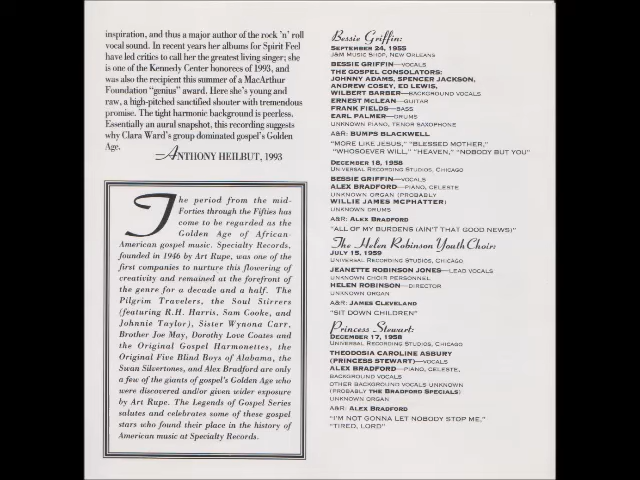 inspiration, and thus a major author of the rock 'n' roll
vocal sound. In recent years her albums for Spirit Feel
have led critics to call her the greatest living singer; she
is one of the Kennedy Center honorees of 1993, and
was also the recipient this summer of a MacArthur
Foundation "genius" award. Here she's young and
raw, a high-pitched sanctified shouter with tremendous
promise. The tight harmonic background is peerless.
Essentially an aural snapshot, this recording suggests
why Clara Ward's group dominated gospel's Golden
Age.
ANTHONY HEILBUT, 1993
The period from the mid-
Forties through the Fifties has
come to be regarded as the
Golden Age of African-
American gospel music. Specialty Records,
founded in 1946 by Art Rupe, was one of the
first companies to nurture this flowering of
creativity and remained at the forefront of
the genre for a decade and a half. The
Pilgrim Travelers, the Soul Stirrers
(featuring R.H. Harris, Sam Cooke, and
Johnnie Taylor), Sister Wynona Carr,
Brother Joe May, Dorothy Love Coates and
the Original Gospel Harmonettes, the
Original Five Blind Boys of Alabama, the
Swan Silvertones, and Alex Bradford are only
a few of the giants of gospel's Golden Age who
were discovered and/or given wider exposure
by Art Rupe. The Legends of Gospel Series
salutes and celebrates some of these gospel
stars who found their place in the history of
American music at Specialty Records.
Bessie Griffin:
SEPTEMBER 24, 1955
J&M MUSIC SHOP, NEW ORLEANS
BESSIE GRIFFIN—VOCALS
THE GOSPEL CONSOLATORS:
JOHNNY ADAMS, SPENCER JACKSON,
ANDREW COSEY, ED LEWIS,
WILBERT BARBER—BACKGROUND VOCALS
ERNEST MCLEAN—GUITAR
FRANK FIELDS—BASS
EARL PALMER—DRUMS
UNKNOWN PIANO, TENOR SAXOPHONE
A&R: BUMPS BLACKWELL
"MORE LIKE JESUS," "BLESSED MOTHER,"
"WHOSOEVER WILL," "HEAVEN," "NOBODY BUT YOU"
DECEMBER 18, 1958
UNIVERSAL RECORDING STUDIOS, CHICAGO
BESSIE GRIFFIN—VOCALS
ALEX BRADFORD—PIANO, CELESTE
UNKNOWN ORGAN (PROBABLY
WILLIE JAMES MCPHATTER)
UNKNOWN DRUMS
A&R: ALEX BRADFORD
"ALL OF MY BURDENS (AIN'T THAT GOOD NEWS)"
The Helen Robinson Youth Choir:
JULY 15, 1959
UNIVERSAL RECORDING STUDIOS, CHICAGO
JEANETTE ROBINSON JONES—LEAD VOCALS
UNKNOWN CHOIR PERSONNEL
HELEN ROBINSON—DIRECTOR
UNKNOWN ORGAN
A&R: JAMES CLEVELAND
"SIT DOWN CHILDREN"
Princess Stewart:
DECEMBER 17, 1958
UNIVERSAL RECORDING STUDIOS, CHICAGO
THEODOSIA CAROLINE ASBURY
(PRINCESS STEWART)—VOCALS
ALEX BRADFORD—PIANO, CELESTE,
BACKGROUND VOCALS
OTHER BACKGROUND VOCALS UNKNOWN
(PROBABLY THE BRADFORD SPECIALS)
UNKNOWN ORGAN
A&R: ALEX BRADFORD
"I'M NOT GONNA LET NOBODY STOP ME,"
"TIRED, LORD"